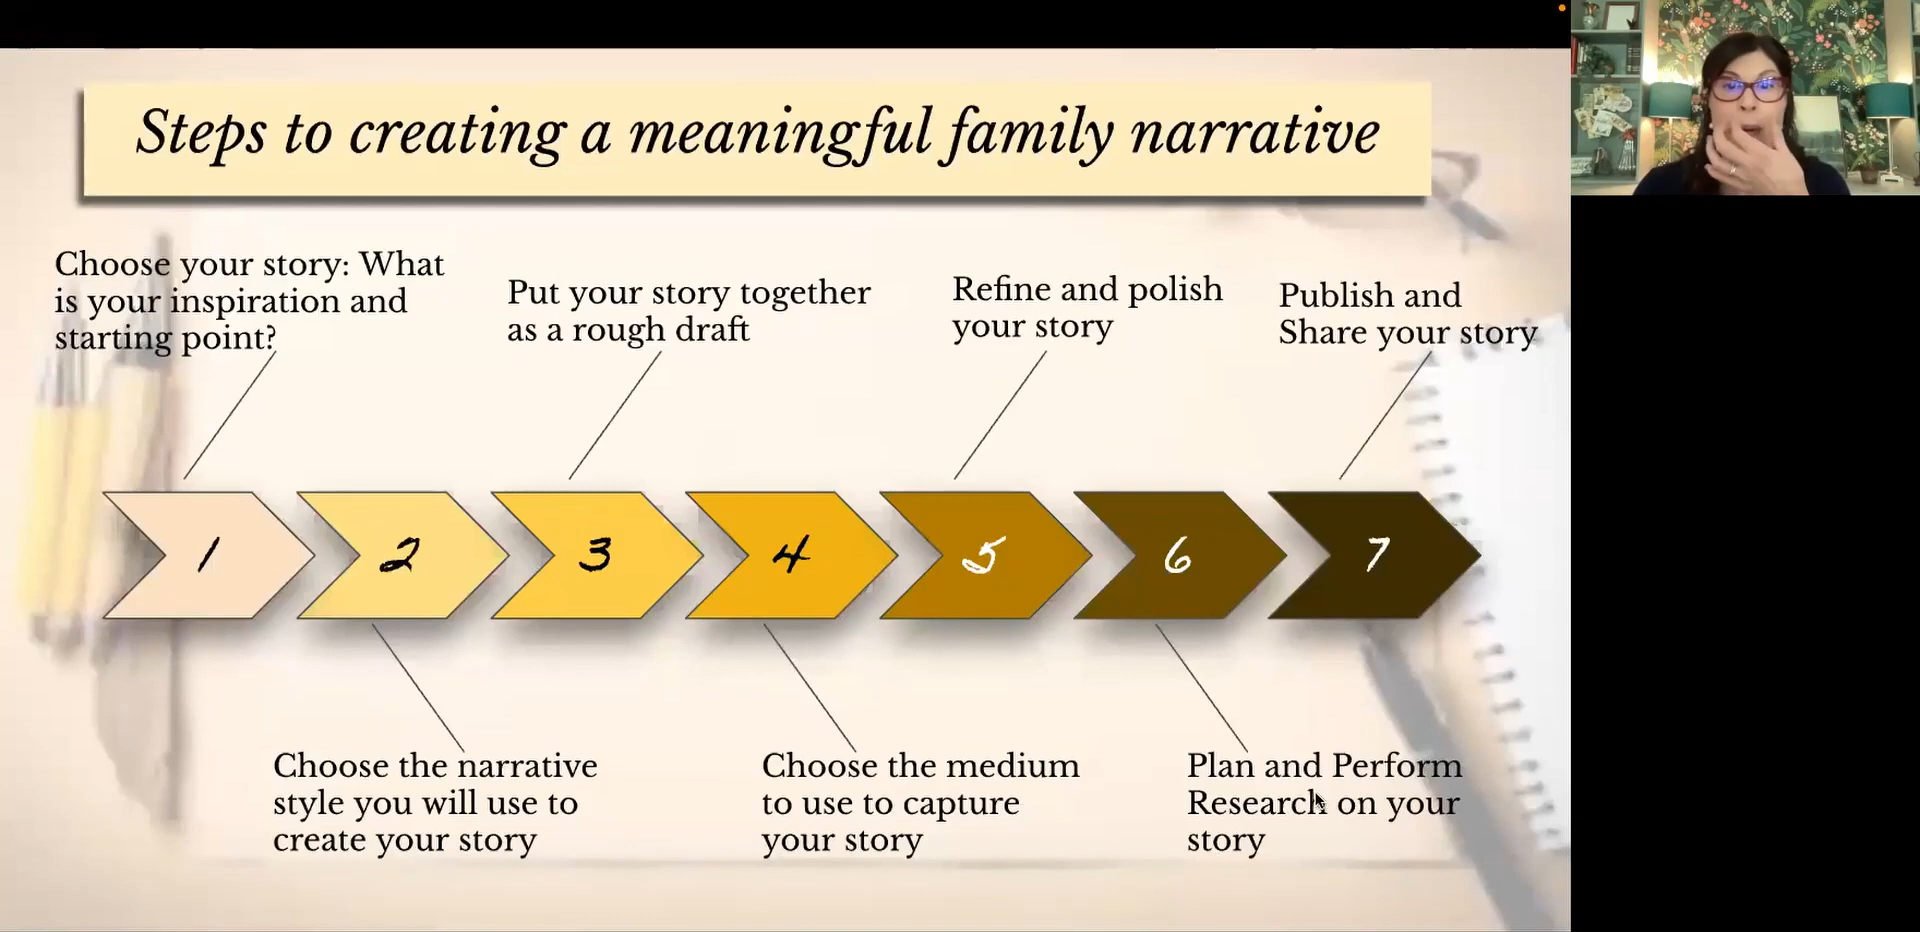 Steps to creating a meaningful family narrative
Choose your story: What
is your inspiration and
starting point?
Put your story together
as a rough draft
Refine and polish
your story
Publish and
Share your story
1
2
3
4
5
6
7
Choose the narrative
style you will use to
create your story
Choose the medium
to use to capture
your story
Plan and Perform
Research on your
story